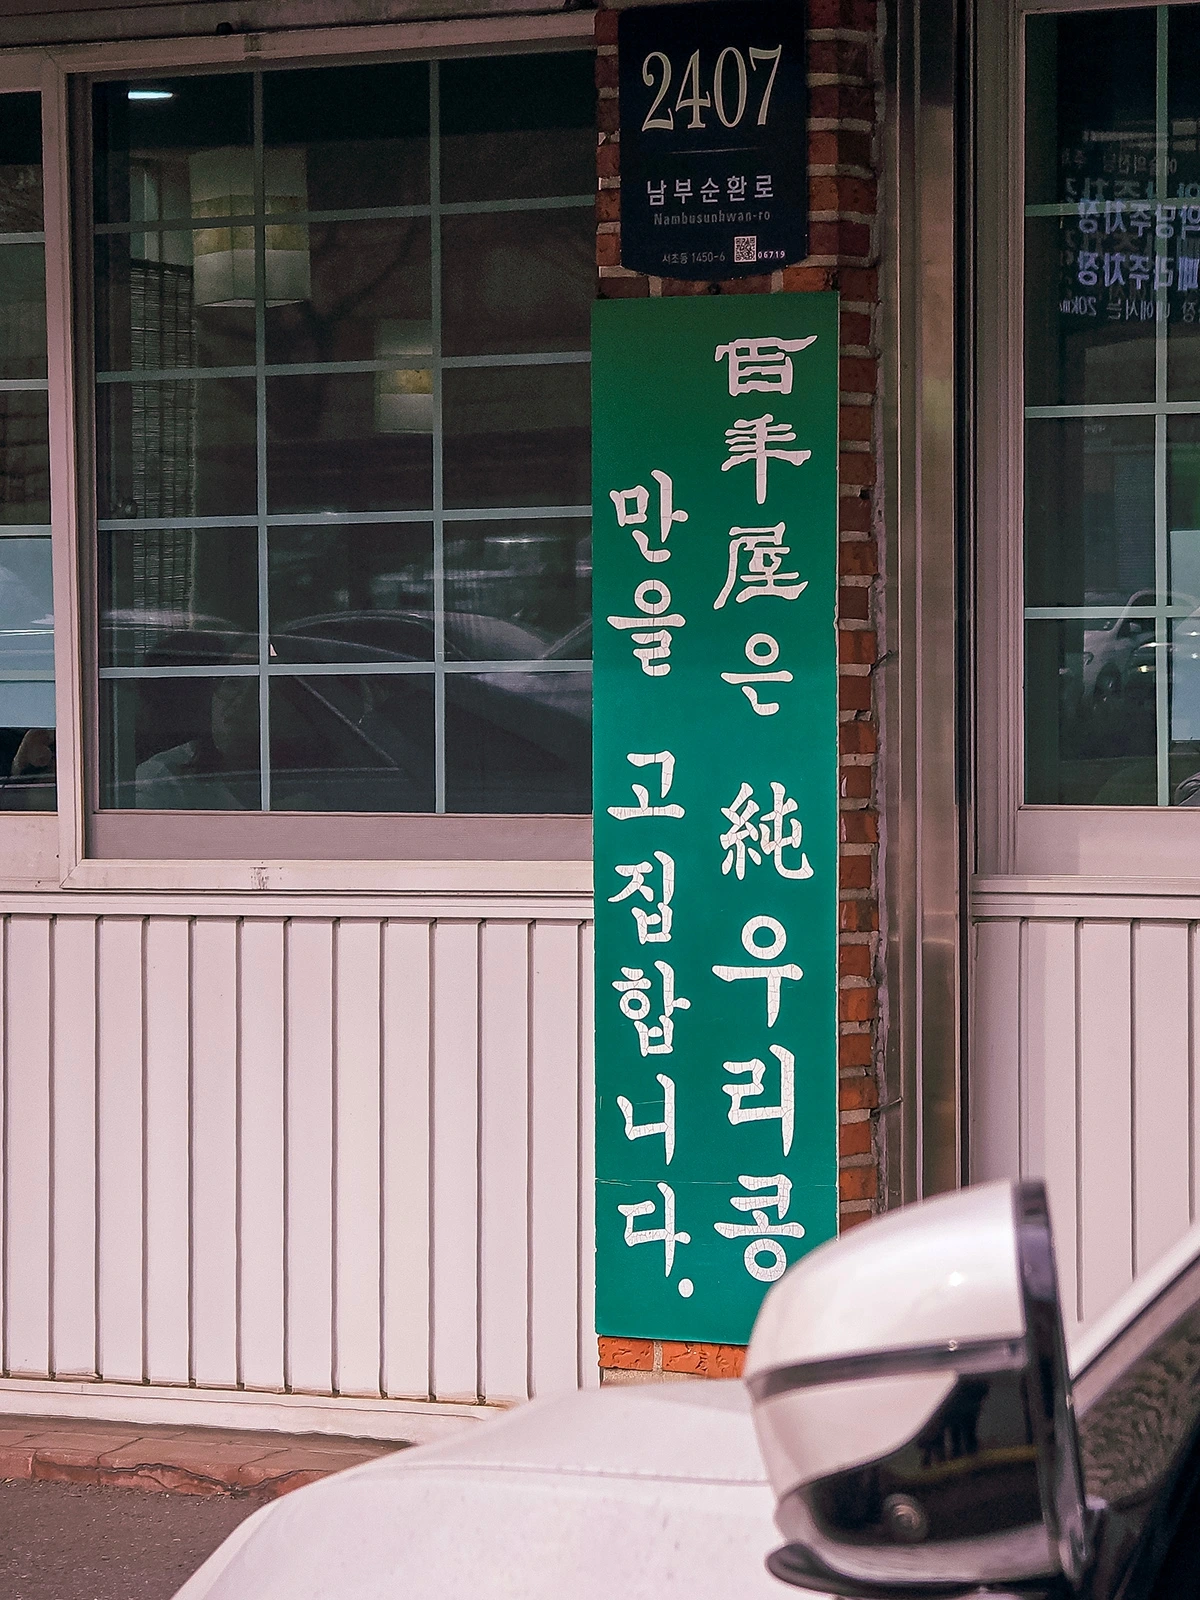 2407
남부순환로
Nambusunhwan-ro
서초동 1450-6
06719
百年屋은 純우리콩
만을 고집합니다.